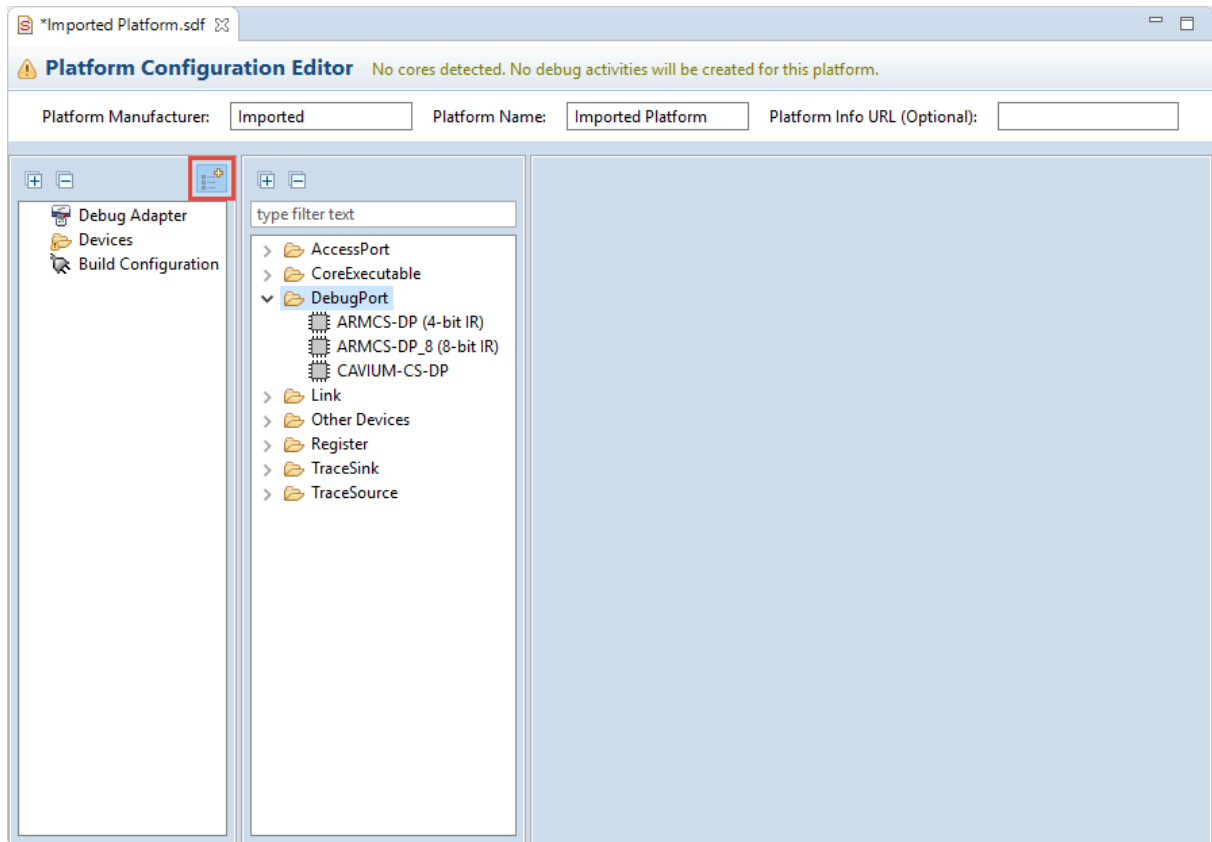 *Imported Platform.sdf
Platform Configuration Editor No cores detected. No debug activities will be created for this platform.
Platform Manufacturer: Imported Platform Name: Imported Platform Platform Info URL (Optional):
Debug Adapter
Devices
Build Configuration
type filter text
AccessPort
CoreExecutable
DebugPort
ARMCS-DP (4-bit IR)
ARMCS-DP_8 (8-bit IR)
CAVIUM-CS-DP
Link
Other Devices
Register
TraceSink
TraceSource